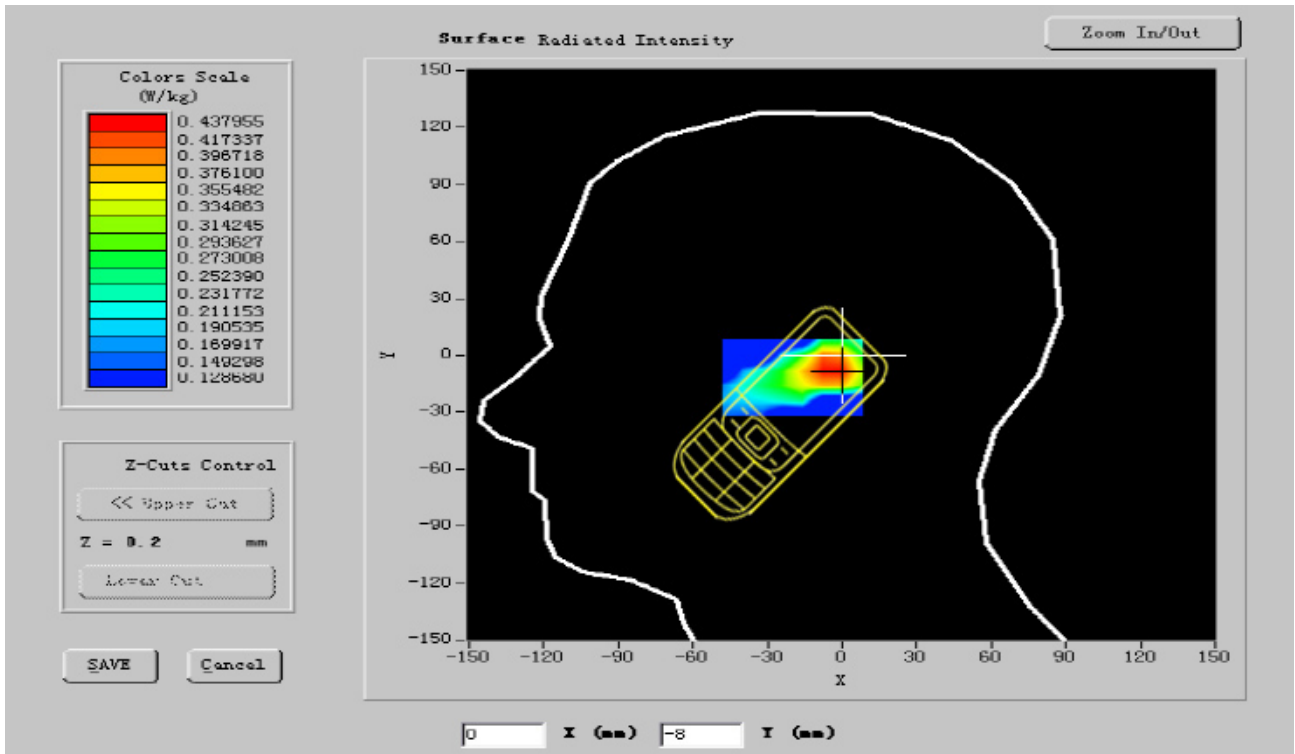 Surface Radiated Intensity
Zoom In/Out
Colors Scale
(W/kg)
0.437955
0.417337
0.396718
0.376100
0.355482
0.334863
0.314245
0.293627
0.273008
0.252390
0.231772
0.211153
0.190535
0.169917
0.149298
0.128680
Z-Cuts Control
<< Upper Cut
Z = 0.2 mm
Lower Cut
SAVE
Cancel
150
120
90
60
30
0
-30
-60
-90
-120
-150
Y
-150 -120 -90 -60 -30 0 30 60 90 120 150
X
0 X (mm) -8 Y (mm)